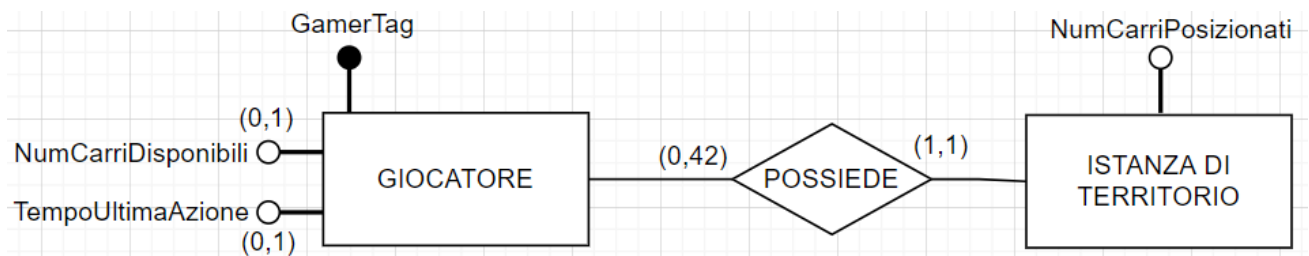 GamerTag
NumCarriPosizionati
(0,1)
NumCarriDisponibili
GIOCATORE
(0,42)
POSSIEDE
(1,1)
ISTANZA DI
TERRITORIO
TempoUltimaAzione
(0,1)